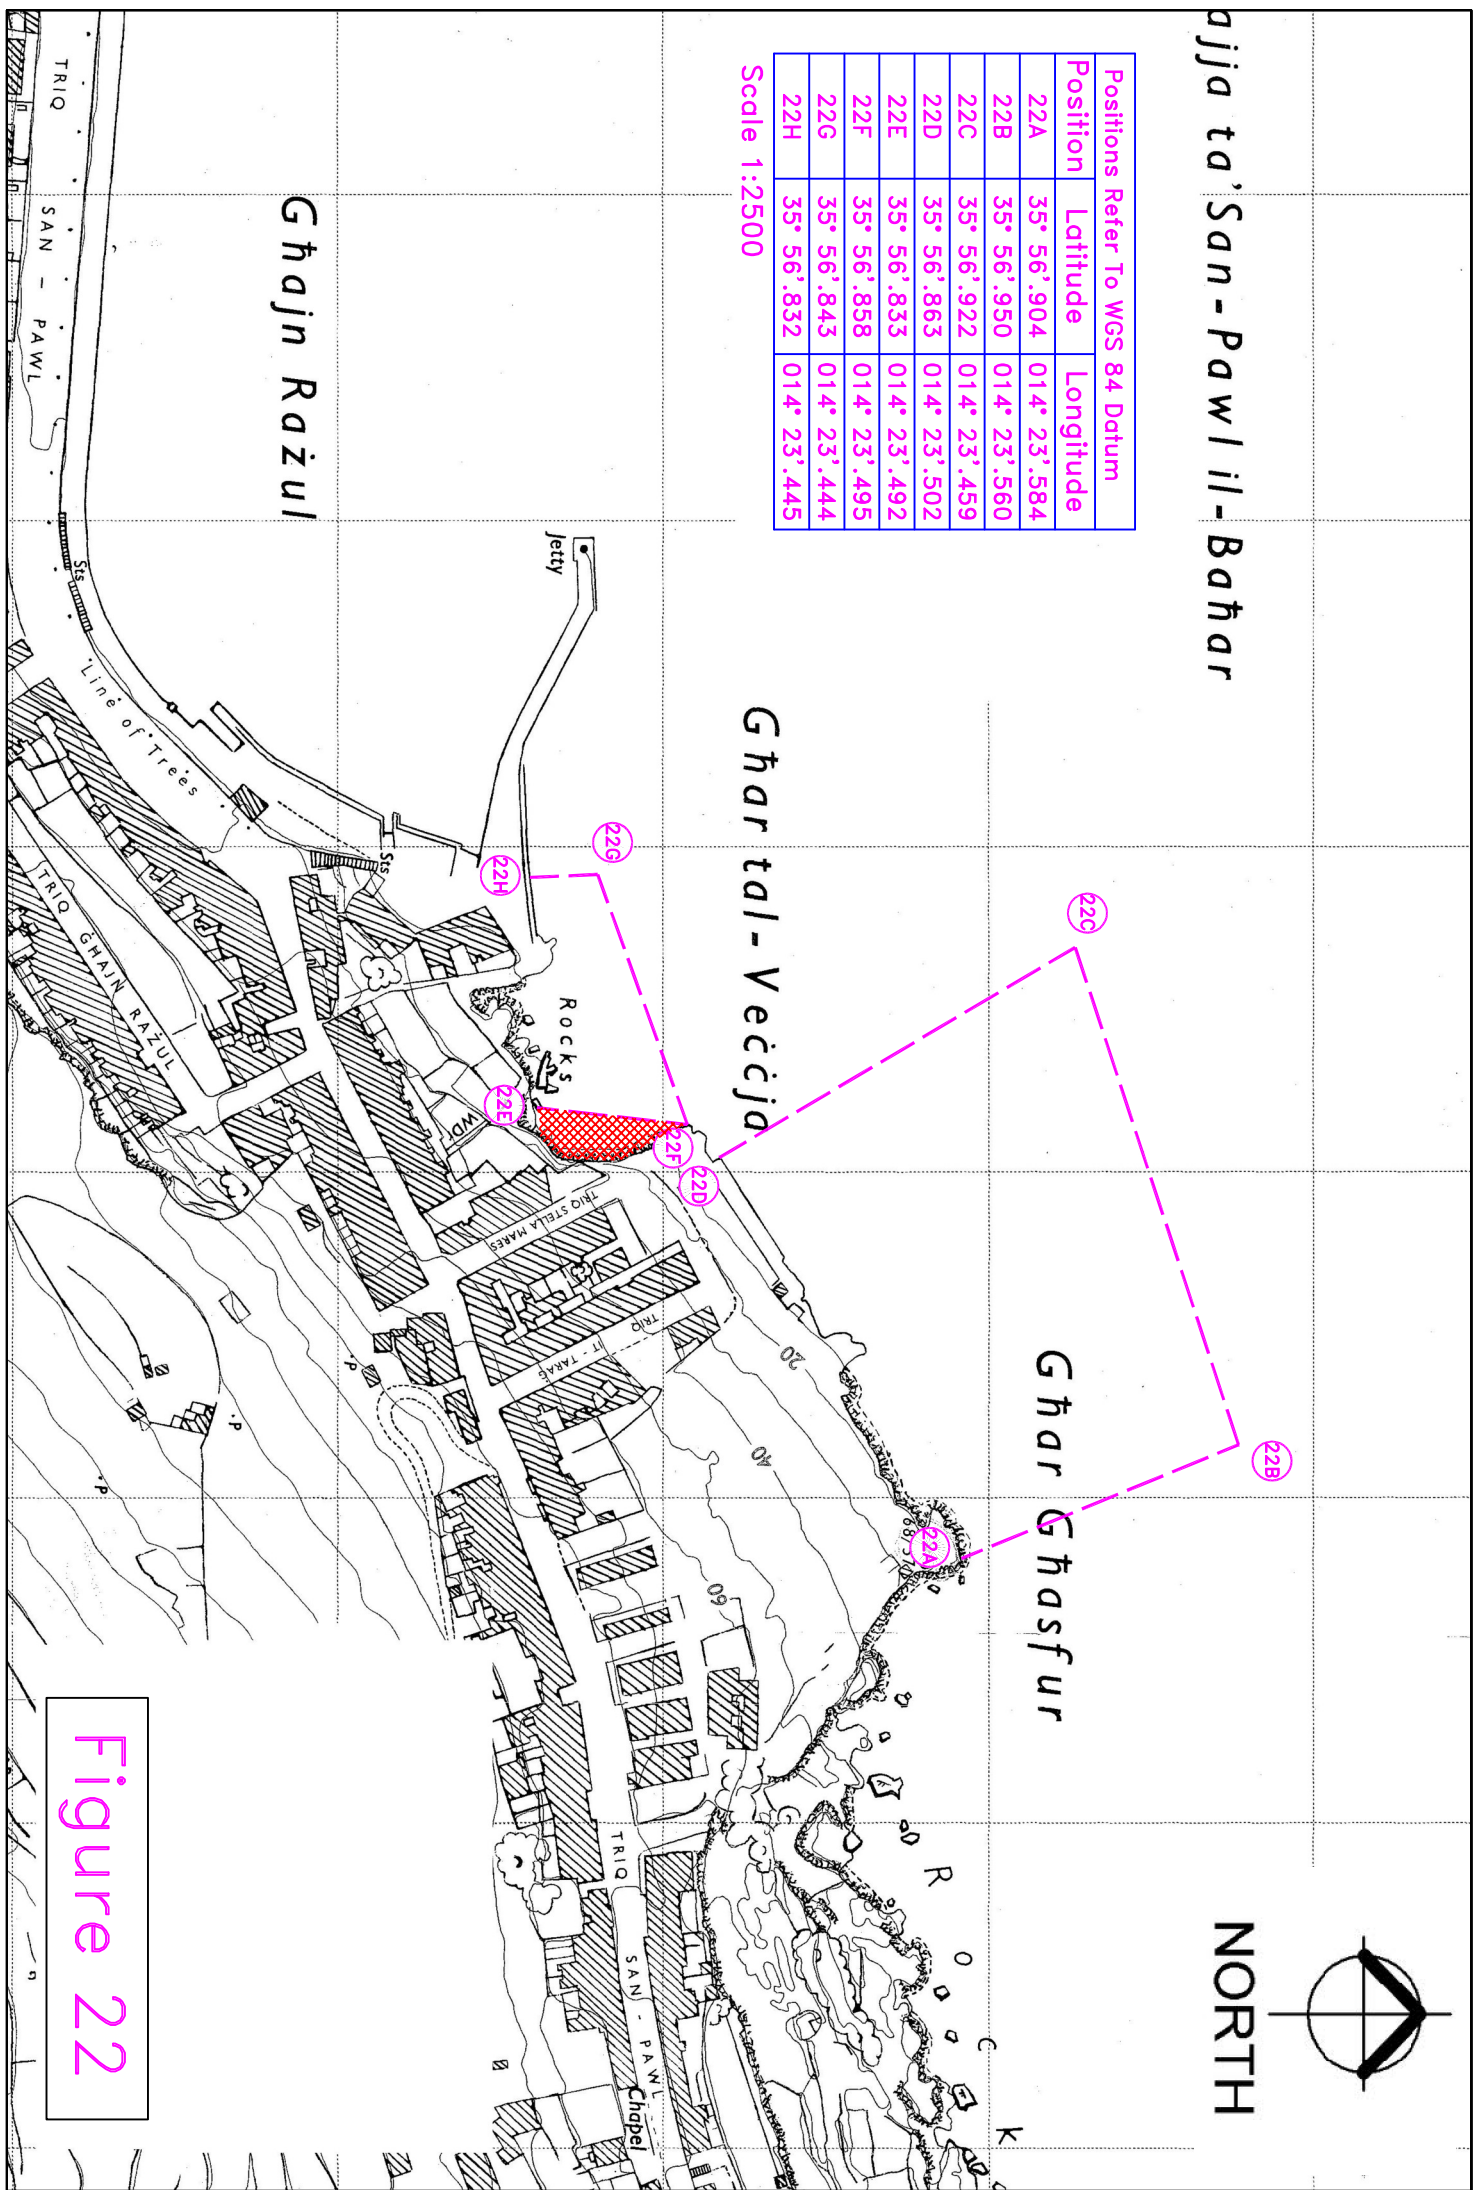 ajja ta' San-Pawl il-Baħar
Positions Refer To WGS 84 Datum
Position Latitude Longitude
22A 35° 56'.904 014° 23'.584
22B 35° 56'.950 014° 23'.560
22C 35° 56'.922 014° 23'.459
22D 35° 56'.863 014° 23'.502
22E 35° 56'.833 014° 23'.492
22F 35° 56'.858 014° 23'.495
22G 35° 56'.843 014° 23'.444
22H 35° 56'.832 014° 23'.445
Scale 1:2500
NORTH
22C
22B
Għar Għasfur
22A
Għar tal-Veċċja
22G
22F
22D
22H
22E
Rocks
Jetty
Għajn Rażul
ROCK
20
40
60
WDF
Sts
Sts
Line of Trees
TRIQ SAN - PAWL
TRIQ GĦAJN RAŻUL
TRIQ STELLA MARES
TRIQ IT - TARAG
TRIQ SAN - PAWL
Chapel
.P
.P
.P
Figure 22